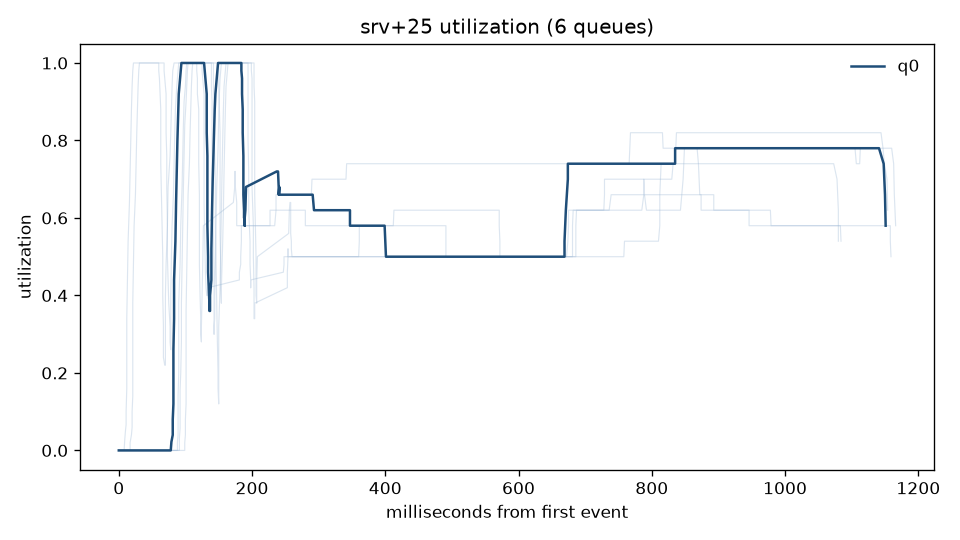 srv+25 utilization (6 queues)
q0
1.0
0.8
0.6
0.4
0.2
0.0
utilization
0 200 400 600 800 1000 1200
milliseconds from first event